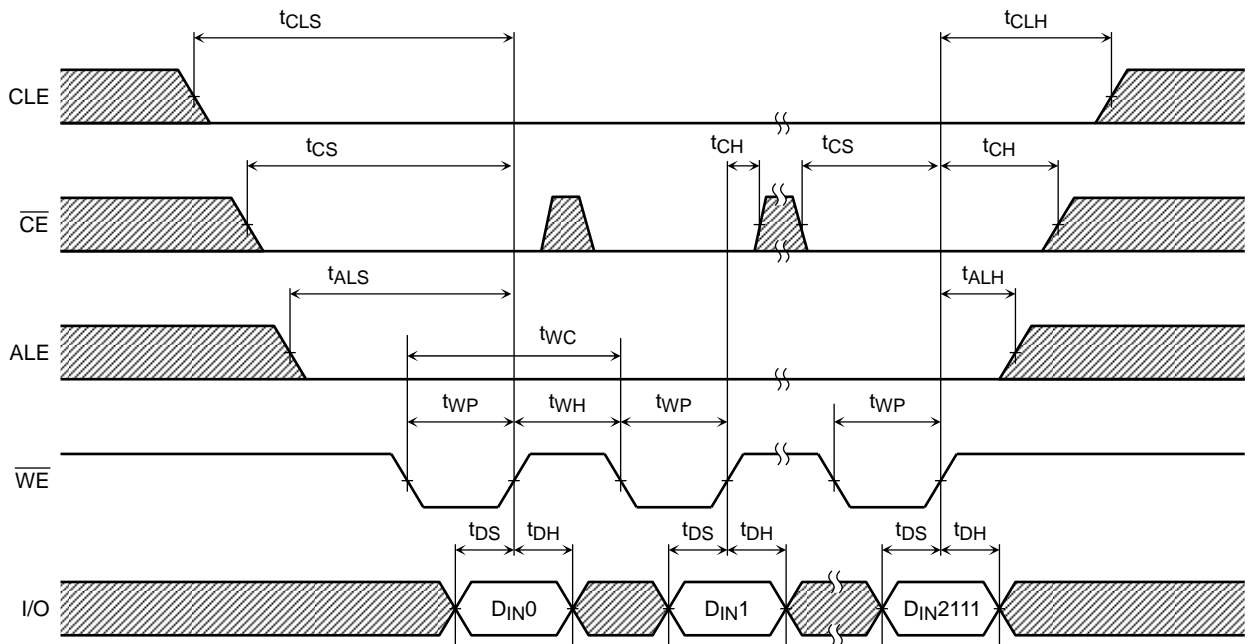 tCLS tCLH
CLE
tCS tCH tCS tCH
CE
tALS tALH
ALE
tWC
tWP tWH tWP tWP
WE
tDS tDH tDS tDH tDS tDH
I/O DIN0 DIN1 DIN2111